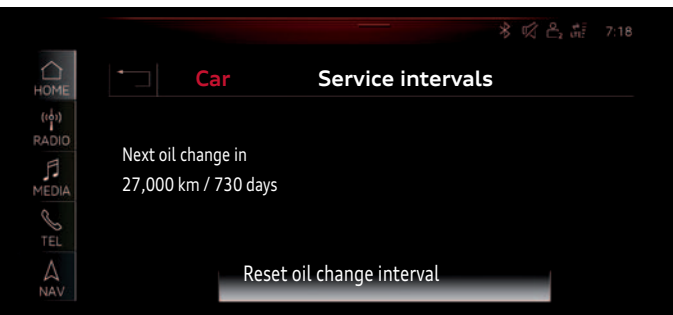 LTE 7:18
HOME
Car Service intervals
RADIO
Next oil change in
MEDIA
27,000 km / 730 days
TEL
Reset oil change interval
NAV